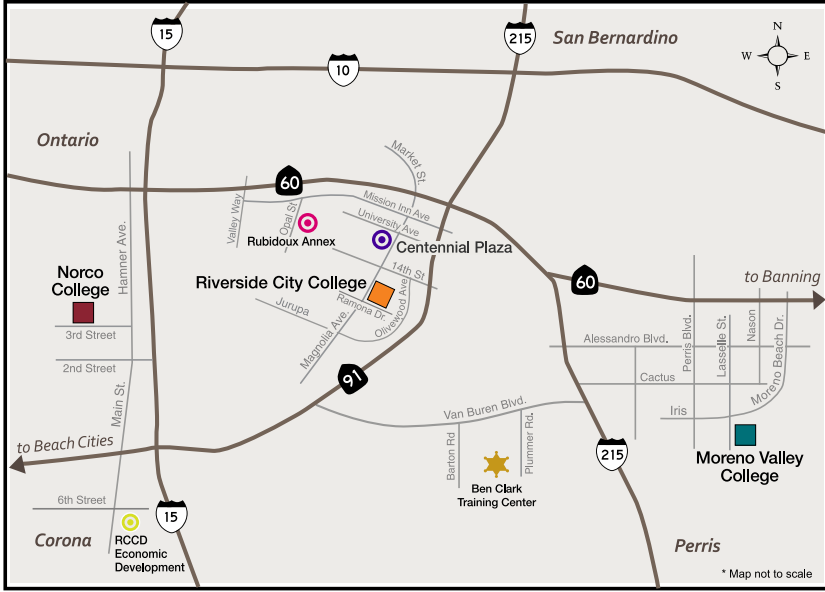 15
215
San Bernardino
N
W
E
S
10
Ontario
Market St.
60
Mission Inn Ave
Valley Way
Opal St
University Ave
Rubidoux Annex
Centennial Plaza
Hamner Ave.
14th St
Norco
College
Riverside City College
60
to Banning
Ramona Dr.
Olivewood Ave
Jurupa
Magnolia Ave.
3rd Street
Alessandro Blvd.
Perris Blvd.
Lasselle St.
Nason
Moreno Beach Dr.
2nd Street
91
Cactus
Main St.
Van Buren Blvd.
Iris
to Beach Cities
Barton Rd
Plummer Rd.
215
Moreno Valley
College
Ben Clark
Training Center
6th Street
15
Corona
RCCD
Economic
Development
Perris
* Map not to scale